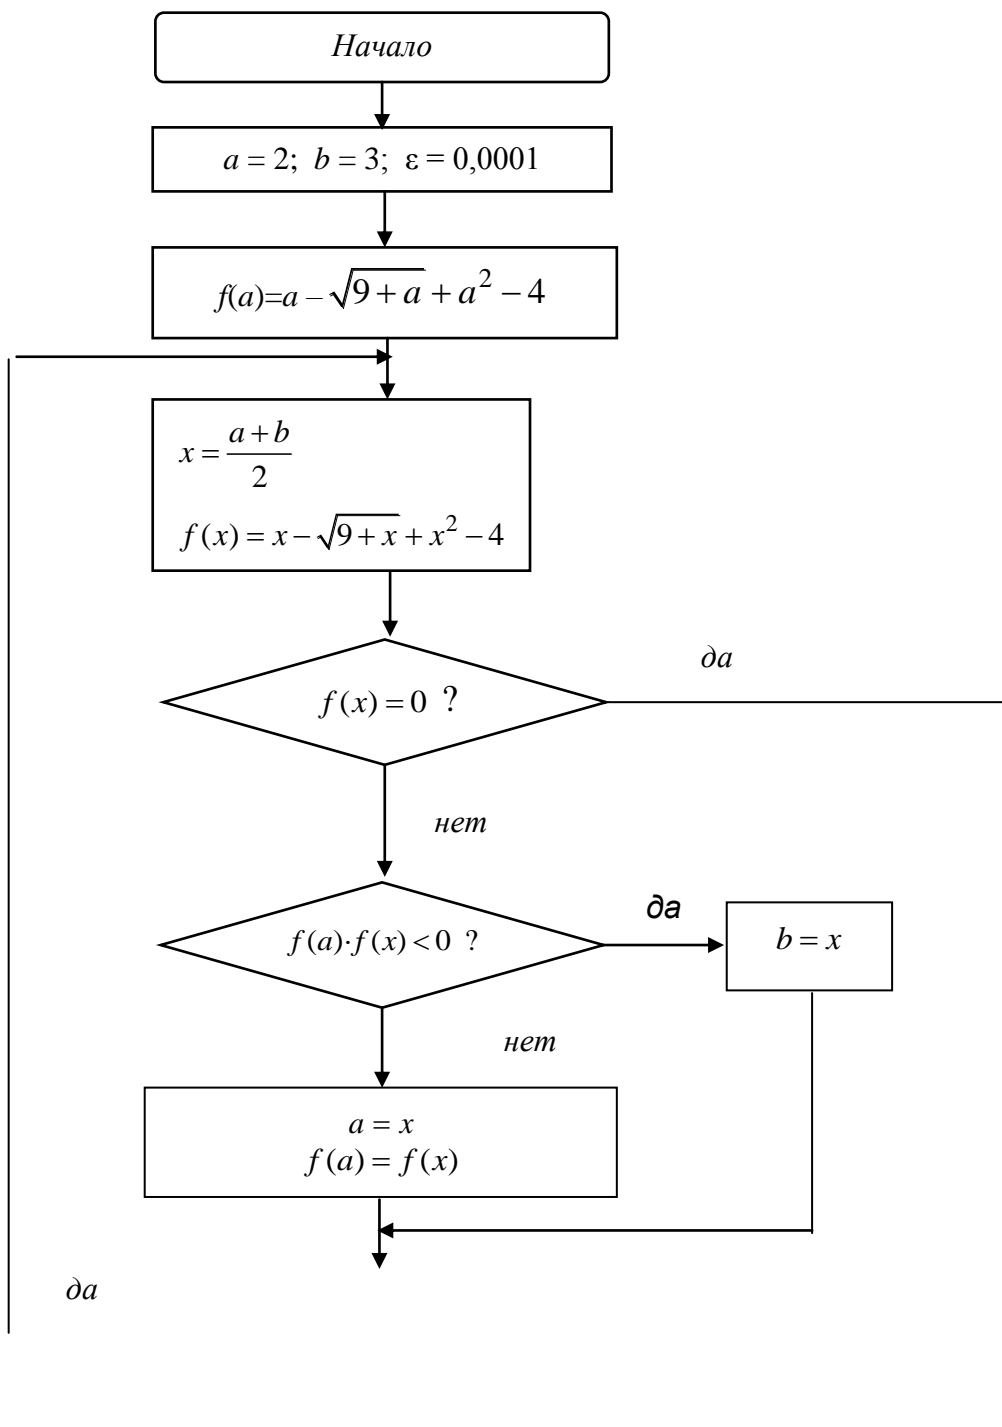 Начало
a = 2; b = 3; ε = 0,0001
f(a)=a – √(9 + a) + a² − 4
x = (a + b)/2
f(x) = x − √(9 + x) + x² − 4
да
f(x) = 0 ?
нет
да
f(a)·f(x) < 0 ?
b = x
нет
a = x
f(a) = f(x)
да